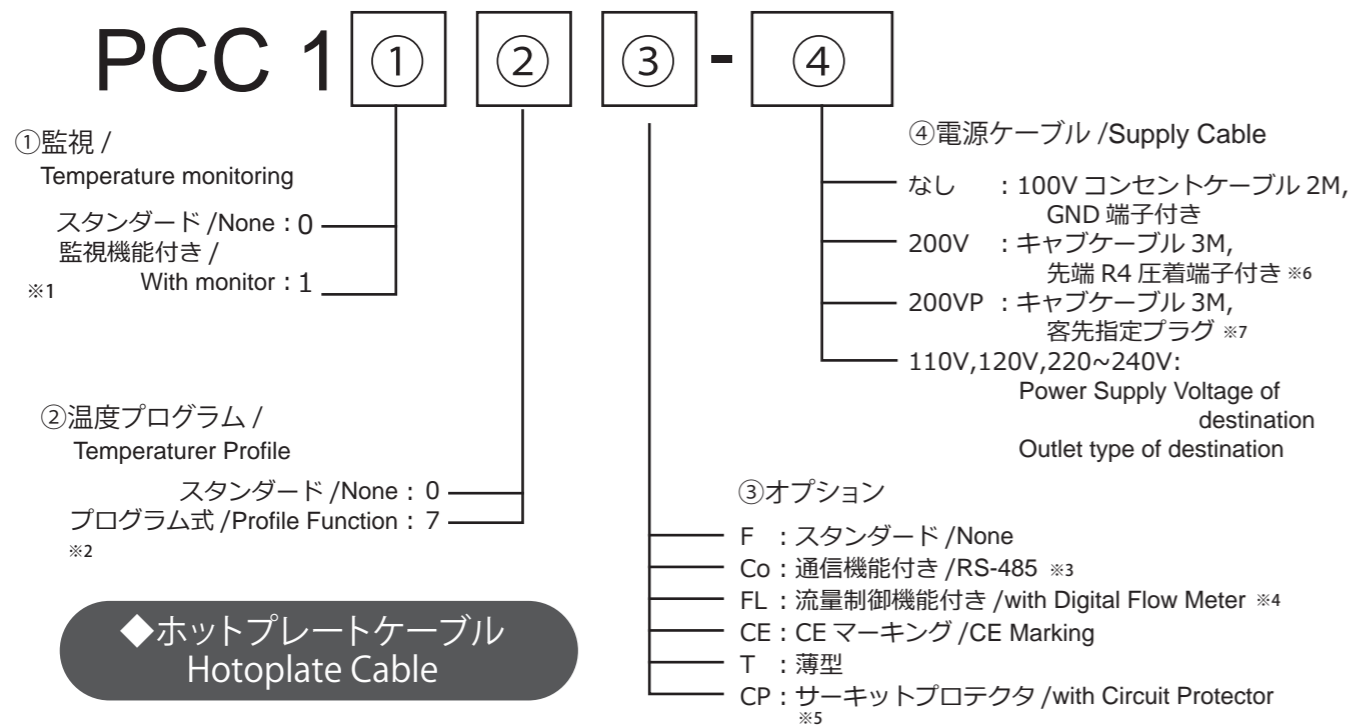 PCC 1 ① ② ③ - ④
①監視 /
Temperature monitoring
スタンダード /None : 0
監視機能付き /
※1 With monitor : 1
②温度プログラム /
Temperaturer Profile
スタンダード /None : 0
プログラム式 /Profile Function : 7
※2
◆ホットプレートケーブル
Hotoplate Cable
④電源ケーブル /Supply Cable
なし : 100V コンセントケーブル 2M,
GND 端子付き
200V : キャブケーブル 3M,
先端 R4 圧着端子付き ※6
200VP : キャブケーブル 3M,
客先指定プラグ ※7
110V,120V,220~240V:
Power Supply Voltage of
destination
Outlet type of destination
③オプション
F : スタンダード /None
Co : 通信機能付き /RS-485 ※3
FL : 流量制御機能付き /with Digital Flow Meter ※4
CE : CE マーキング /CE Marking
T : 薄型
CP : サーキットプロテクタ /with Circuit Protector
※5